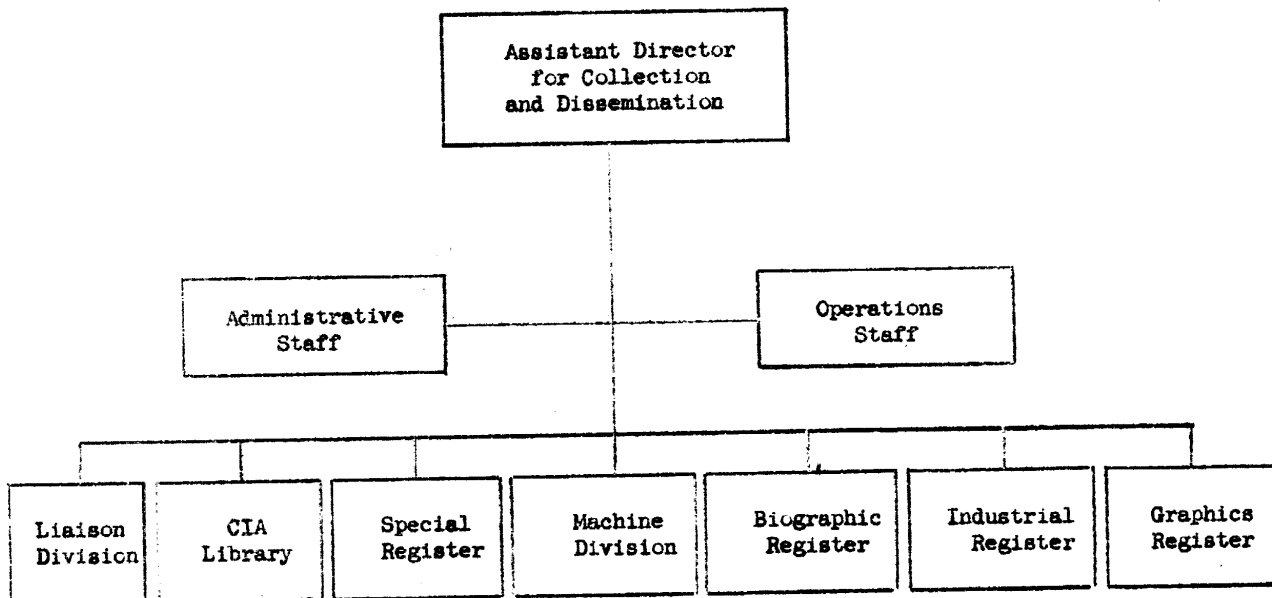 Assistant Director
for Collection
and Dissemination
Administrative
Staff
Operations
Staff
Liaison
Division
CIA
Library
Special
Register
Machine
Division
Biographic
Register
Industrial
Register
Graphics
Register